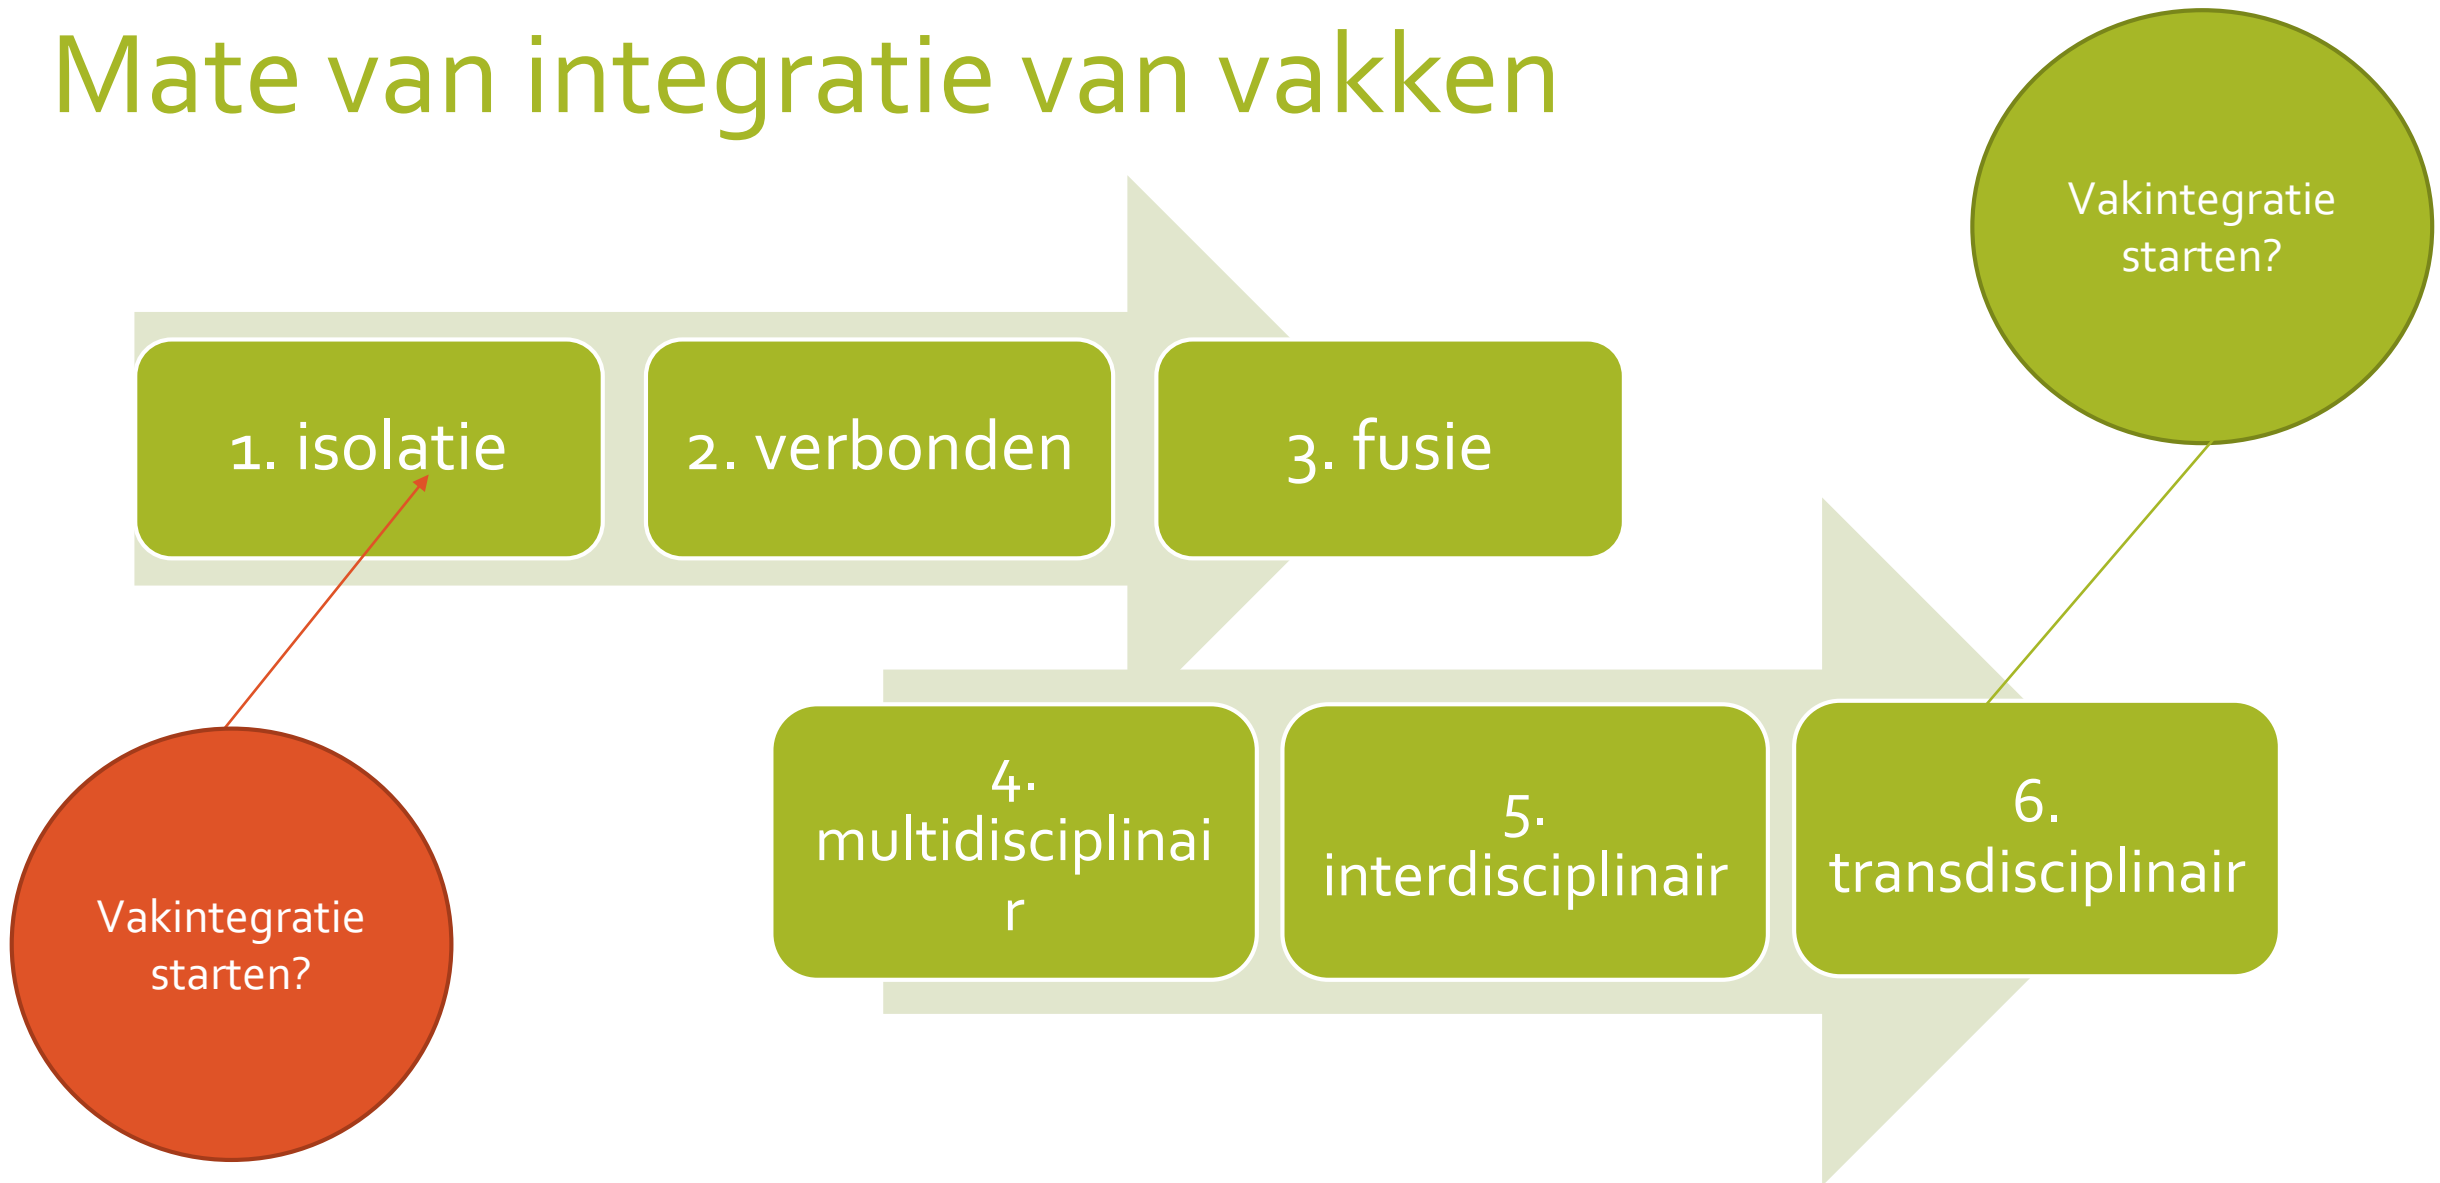 Mate van integratie van vakken
Vakintegratie
starten?
1. isolatie
2. verbonden
3. fusie
4.
multidisciplinai
r
5.
interdisciplinair
6.
transdisciplinair
Vakintegratie
starten?